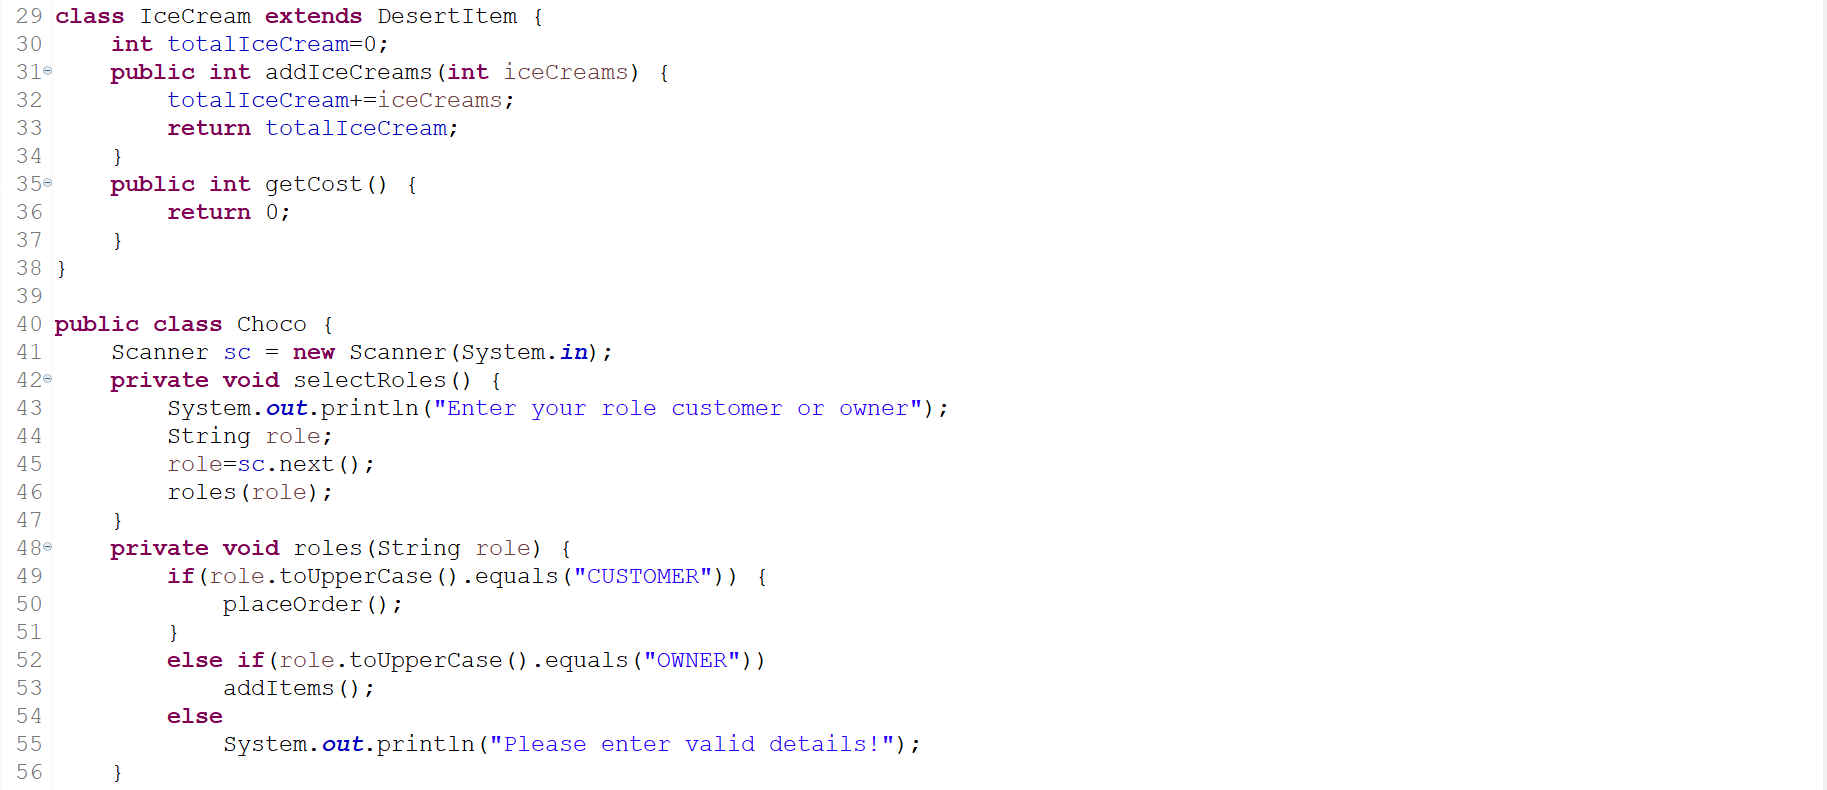 29 class IceCream extends DesertItem {
30     int totalIceCream=0;
31     public int addIceCreams(int iceCreams) {
32         totalIceCream+=iceCreams;
33         return totalIceCream;
34     }
35     public int getCost() {
36         return 0;
37     }
38 }
39
40 public class Choco {
41     Scanner sc = new Scanner(System.in);
42     private void selectRoles() {
43         System.out.println("Enter your role customer or owner");
44         String role;
45         role=sc.next();
46         roles(role);
47     }
48     private void roles(String role) {
49         if(role.toUpperCase().equals("CUSTOMER")) {
50             placeOrder();
51         }
52         else if(role.toUpperCase().equals("OWNER"))
53             addItems();
54         else
55             System.out.println("Please enter valid details!");
56     }